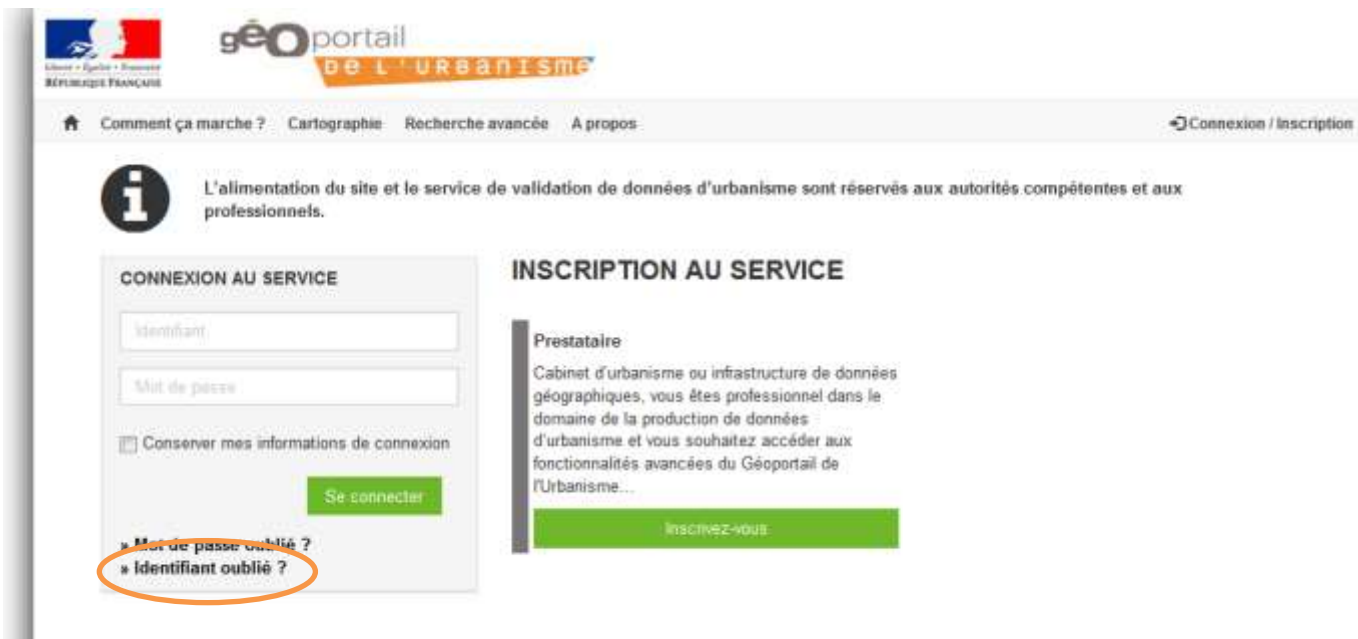 géoportail
DE L'URBANISME
Liberté • Égalité • Fraternité
RÉPUBLIQUE FRANÇAISE
Comment ça marche ? Cartographie Recherche avancée A propos Connexion / Inscription
L'alimentation du site et le service de validation de données d'urbanisme sont réservés aux autorités compétentes et aux
professionnels.
CONNEXION AU SERVICE
Identifiant
Mot de passe
Conserver mes informations de connexion
Se connecter
» Mot de passe oublié ?
» Identifiant oublié ?
INSCRIPTION AU SERVICE
Prestataire
Cabinet d'urbanisme ou infrastructure de données
géographiques, vous êtes professionnel dans le
domaine de la production de données
d'urbanisme et vous souhaitez accéder aux
fonctionnalités avancées du Géoportail de
l'Urbanisme...
Inscrivez-vous